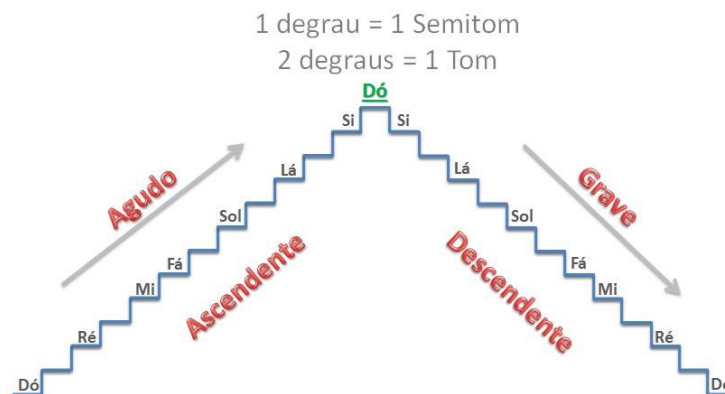 1 degrau = 1 Semitom
2 degraus = 1 Tom
Dó
Si
Si
Lá
Lá
Agudo
Grave
Sol
Sol
Ascendente
Descendente
Fá
Fá
Mi
Mi
Ré
Ré
Dó
Dó